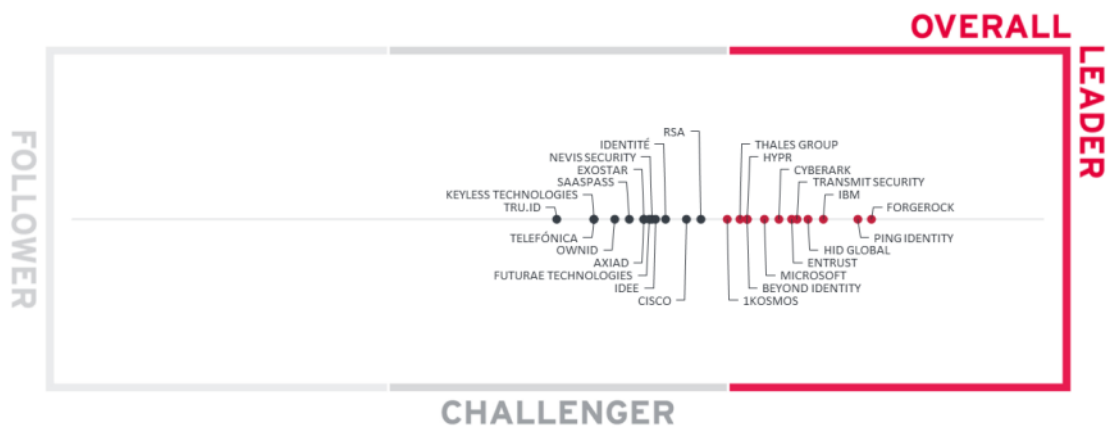 OVERALL
LEADER
FOLLOWER
CHALLENGER
RSA
IDENTITÉ
THALES GROUP
NEVIS SECURITY
HYPR
EXOSTAR
CYBERARK
SAASPASS
TRANSMIT SECURITY
KEYLESS TECHNOLOGIES
IBM
TRU.ID
FORGEROCK
TELEFÓNICA
PING IDENTITY
OWNID
HID GLOBAL
AXIAD
ENTRUST
FUTURAE TECHNOLOGIES
MICROSOFT
IDEE
BEYOND IDENTITY
CISCO
1KOSMOS